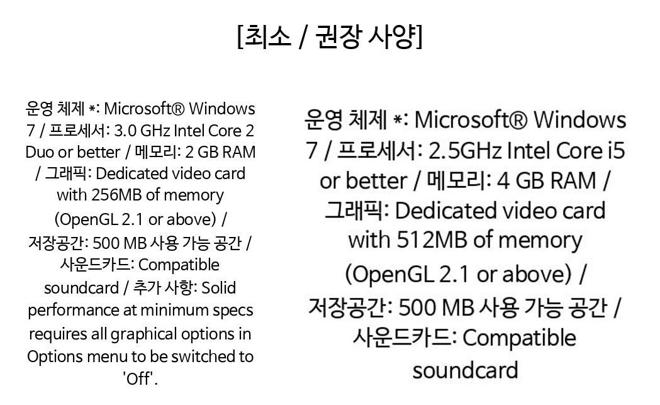 [최소 / 권장 사양]
운영 체제 *: Microsoft® Windows
7 / 프로세서: 3.0 GHz Intel Core 2
Duo or better / 메모리: 2 GB RAM
/ 그래픽: Dedicated video card
with 256MB of memory
(OpenGL 2.1 or above) /
저장공간: 500 MB 사용 가능 공간 /
사운드카드: Compatible
soundcard / 추가 사항: Solid
performance at minimum specs
requires all graphical options in
Options menu to be switched to
'Off'.
운영 체제 *: Microsoft® Windows
7 / 프로세서: 2.5GHz Intel Core i5
or better / 메모리: 4 GB RAM /
그래픽: Dedicated video card
with 512MB of memory
(OpenGL 2.1 or above) /
저장공간: 500 MB 사용 가능 공간 /
사운드카드: Compatible
soundcard